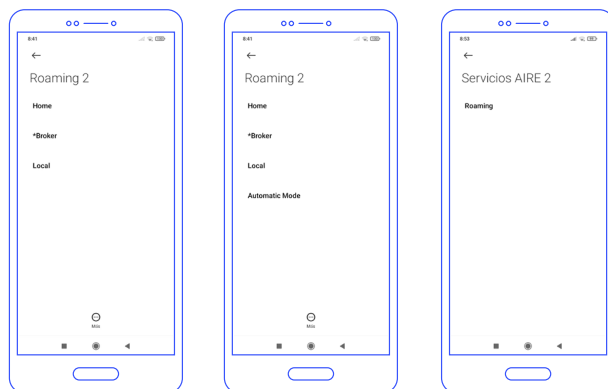 8:41
Roaming 2
Home
*Broker
Local
Más
8:41
Roaming 2
Home
*Broker
Local
Automatic Mode
Más
8:53
Servicios AIRE 2
Roaming